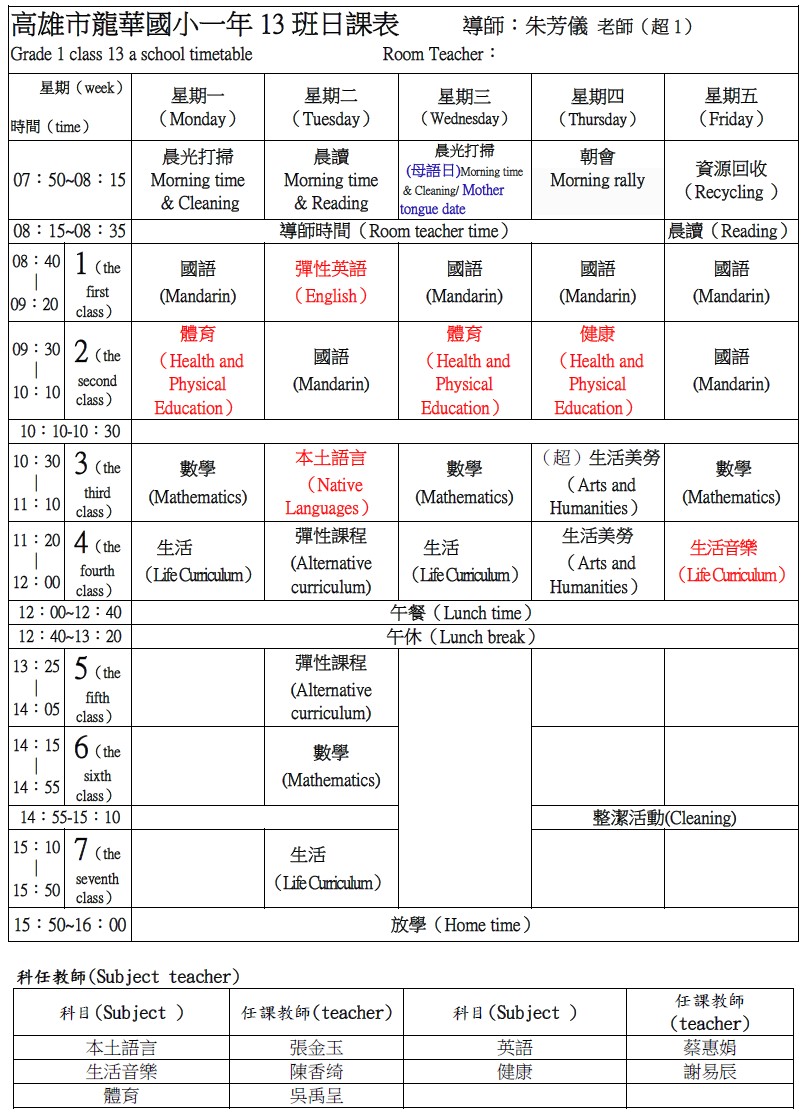 高雄市龍華國小一年 13 班日課表 導師：朱芳儀 老師（超 1）
Grade 1 class 13 a school timetable Room Teacher：
星期（week）
時間（time）
星期一
（Monday）
星期二
（Tuesday）
星期三
（Wednesday）
星期四
（Thursday）
星期五
（Friday）
07：50~08：15
晨光打掃
Morning time
& Cleaning
晨讀
Morning time
& Reading
晨光打掃
(母語日)Morning time
& Cleaning/ Mother
tongue date
朝會
Morning rally
資源回收
（Recycling ）
08：15~08：35 導師時間（Room teacher time） 晨讀（Reading）
08：40
|
09：20
1（the
first
class）
國語
(Mandarin)
彈性英語
（English）
國語
(Mandarin)
國語
(Mandarin)
國語
(Mandarin)
09：30
|
10：10
2（the
second
class）
體育
（Health and
Physical
Education）
國語
(Mandarin)
體育
（Health and
Physical
Education）
健康
（Health and
Physical
Education）
國語
(Mandarin)
10：10-10：30
10：30
|
11：10
3（the
third
class）
數學
(Mathematics)
本土語言
（Native
Languages）
數學
(Mathematics)
（超）生活美勞
（Arts and
Humanities）
數學
(Mathematics)
11：20
|
12：00
4（the
fourth
class）
生活
（Life Curriculum）
彈性課程
(Alternative
curriculum)
生活
（Life Curriculum）
生活美勞
（Arts and
Humanities）
生活音樂
（Life Curriculum）
12：00~12：40 午餐（Lunch time）
12：40~13：20 午休（Lunch break）
13：25
|
14：05
5（the
fifth
class）
彈性課程
(Alternative
curriculum)
14：15
|
14：55
6（the
sixth
class）
數學
(Mathematics)
14：55-15：10 整潔活動(Cleaning)
15：10
|
15：50
7（the
seventh
class）
生活
（Life Curriculum）
15：50~16：00 放學（Home time）
科任教師(Subject teacher)
科目(Subject ) 任課教師(teacher) 科目(Subject ) 任課教師
(teacher)
本土語言 張金玉 英語 蔡惠娟
生活音樂 陳香绮 健康 謝易辰
體育 吳禹呈